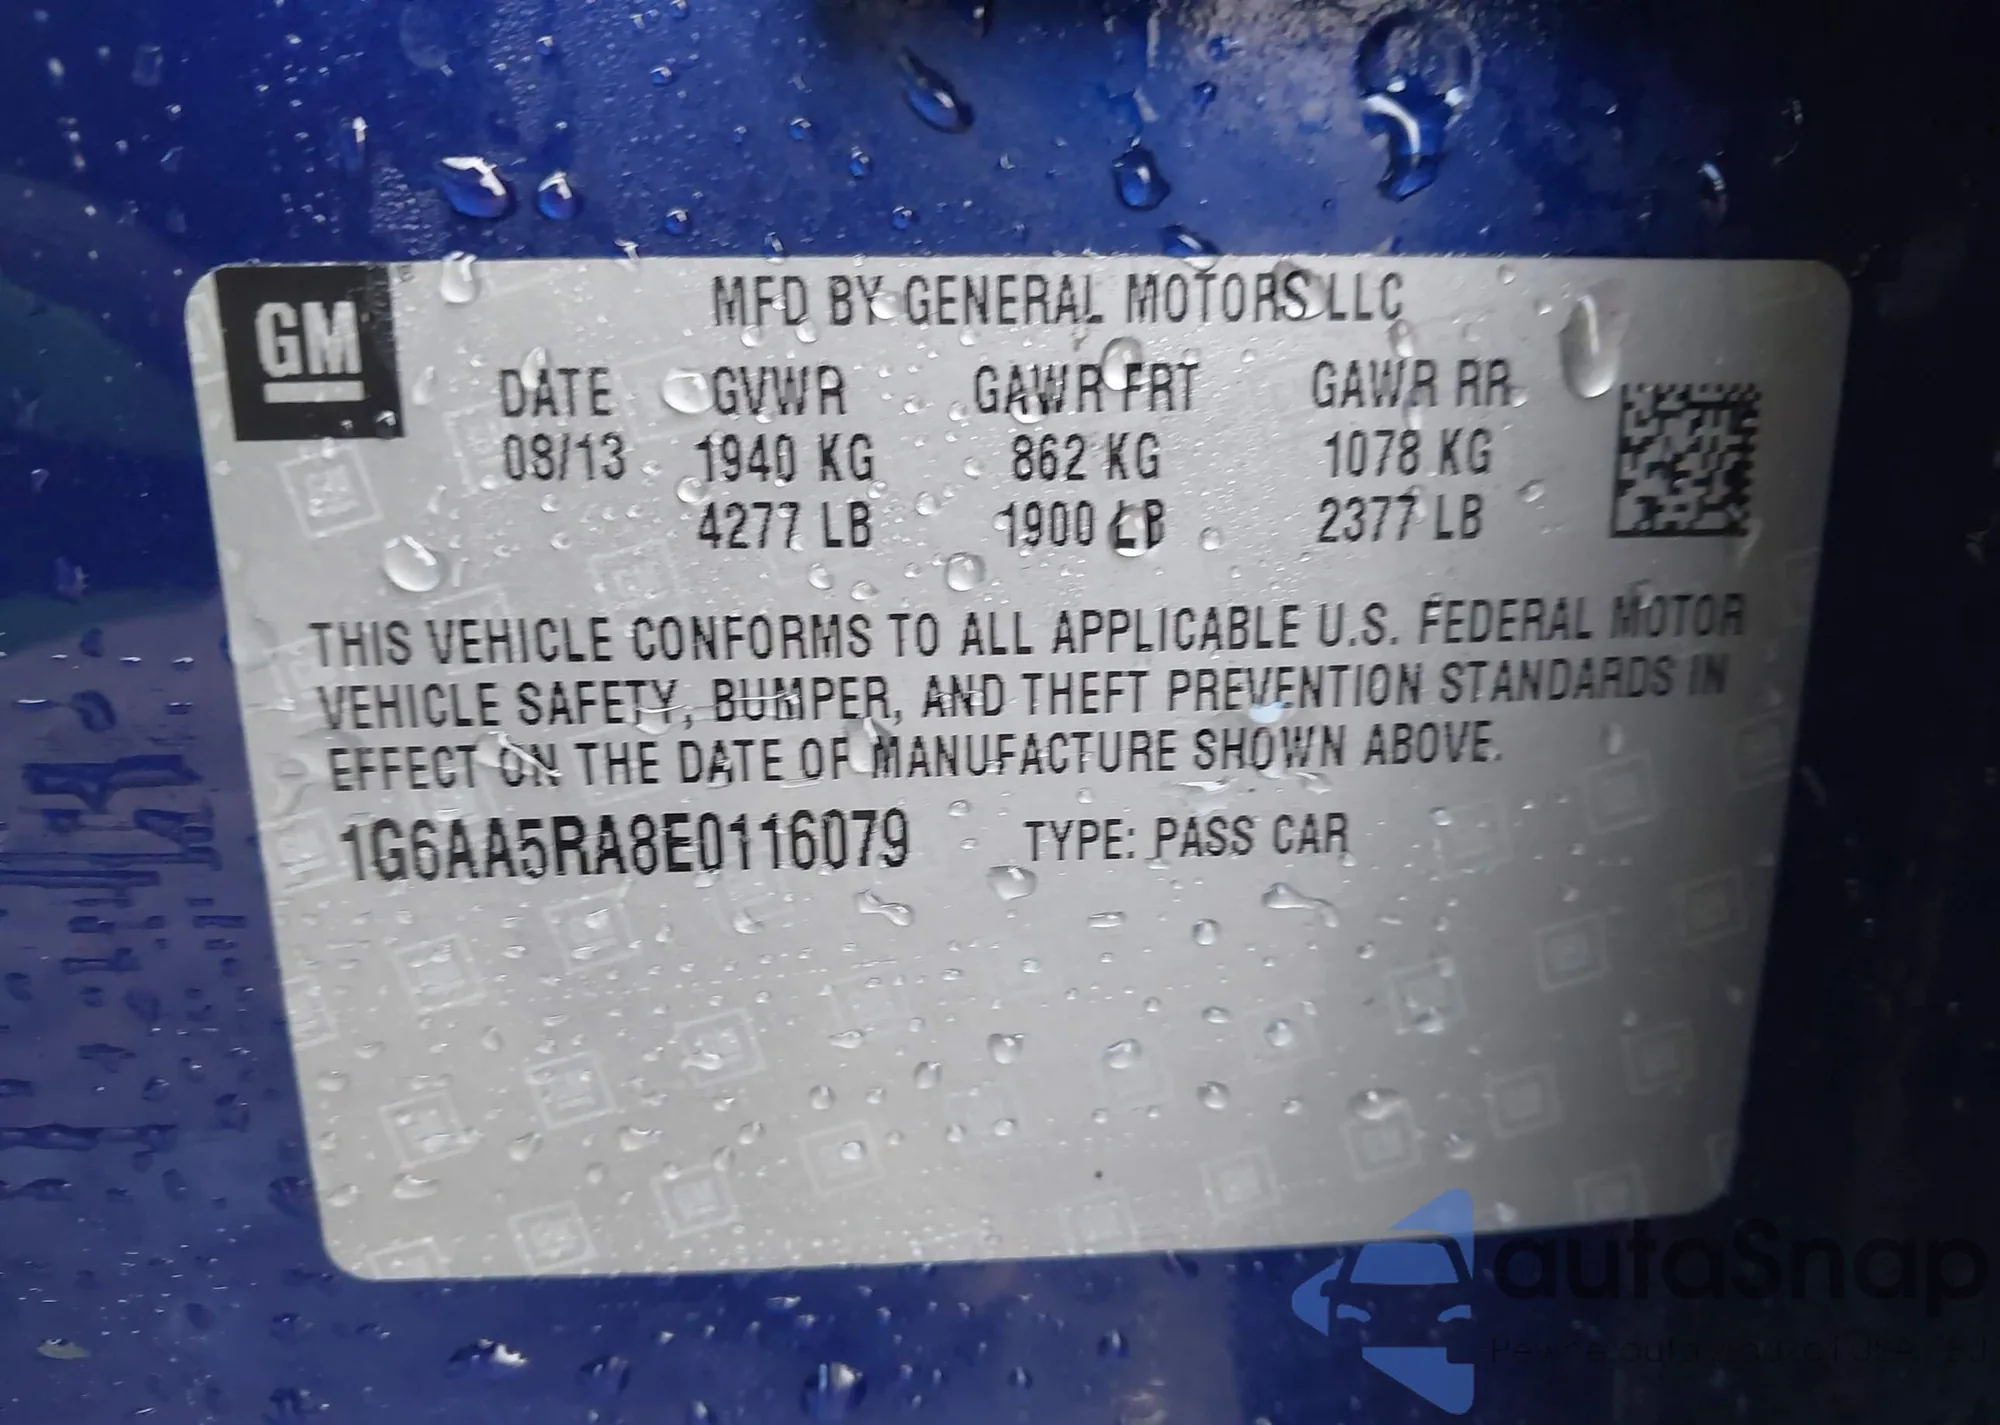 GM
MFD BY GENERAL MOTORS LLC
DATE GVWR GAWR FRT GAWR RR
08/13 1940 KG 862 KG 1078 KG
4277 LB 1900 LB 2377 LB
THIS VEHICLE CONFORMS TO ALL APPLICABLE U.S. FEDERAL MOTOR
VEHICLE SAFETY, BUMPER, AND THEFT PREVENTION STANDARDS IN
EFFECT ON THE DATE OF MANUFACTURE SHOWN ABOVE.
1G6AA5RA8E0116079 TYPE: PASS CAR
autaSnap